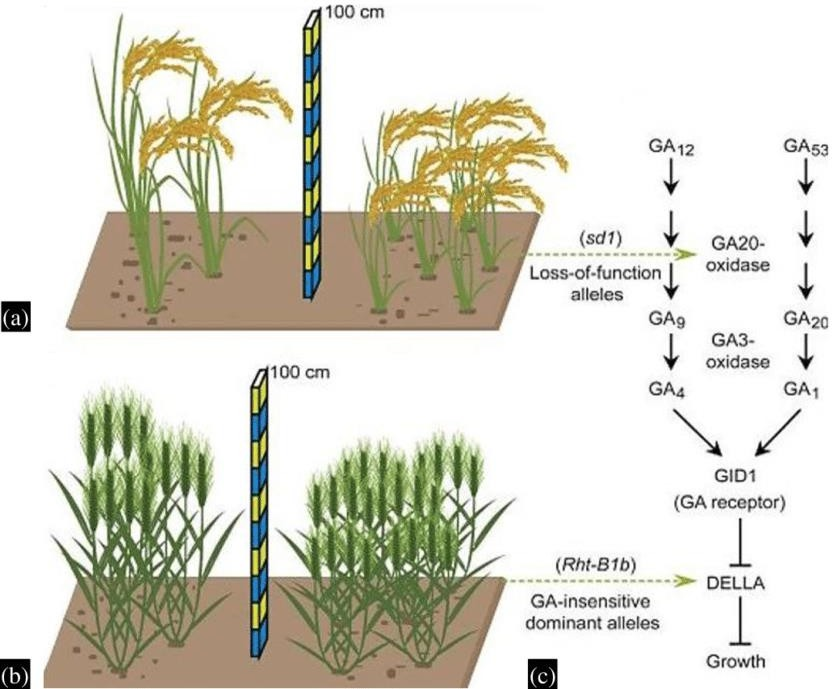 100 cm
(a)
100 cm
(b)
GA12
GA53
(sd1)
Loss-of-function
alleles
GA20-
oxidase
GA9
GA20
GA3-
oxidase
GA4
GA1
GID1
(GA receptor)
(Rht-B1b)
GA-insensitive
dominant alleles
DELLA
Growth
(c)